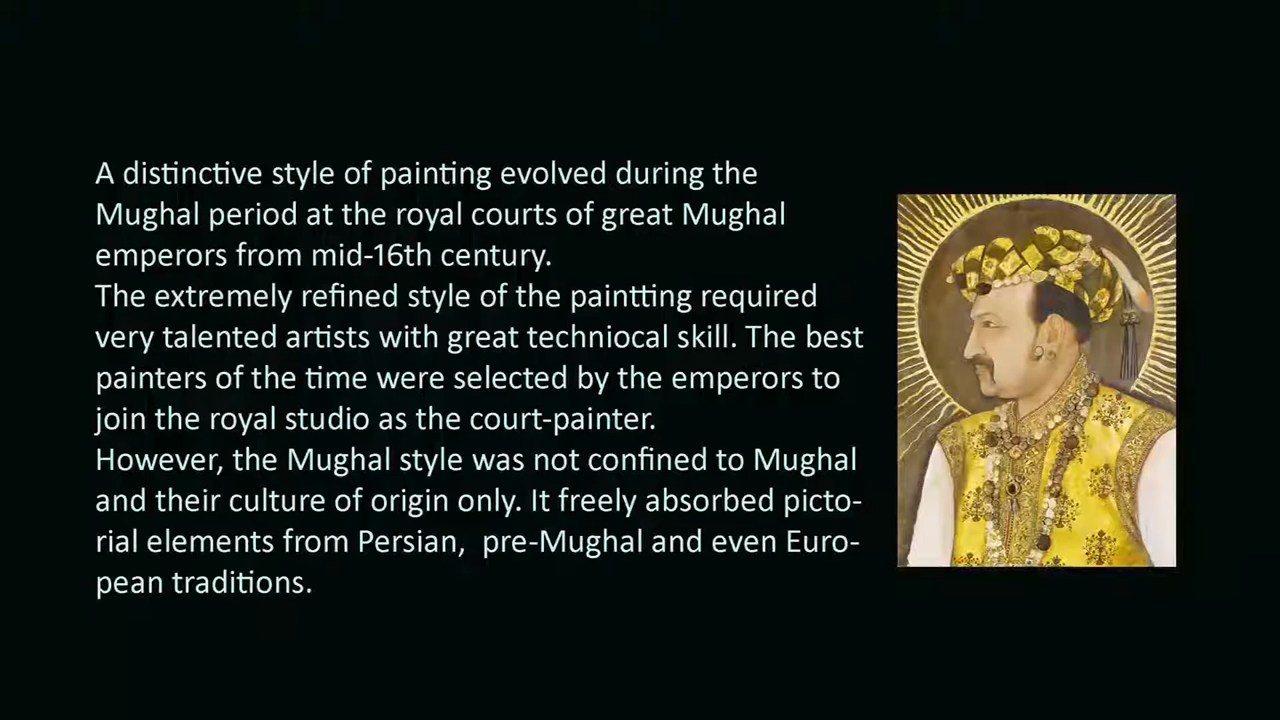 A distinctive style of painting evolved during the
Mughal period at the royal courts of great Mughal
emperors from mid-16th century.
The extremely refined style of the paintting required
very talented artists with great techniocal skill. The best
painters of the time were selected by the emperors to
join the royal studio as the court-painter.
However, the Mughal style was not confined to Mughal
and their culture of origin only. It freely absorbed picto-
rial elements from Persian,  pre-Mughal and even Euro-
pean traditions.